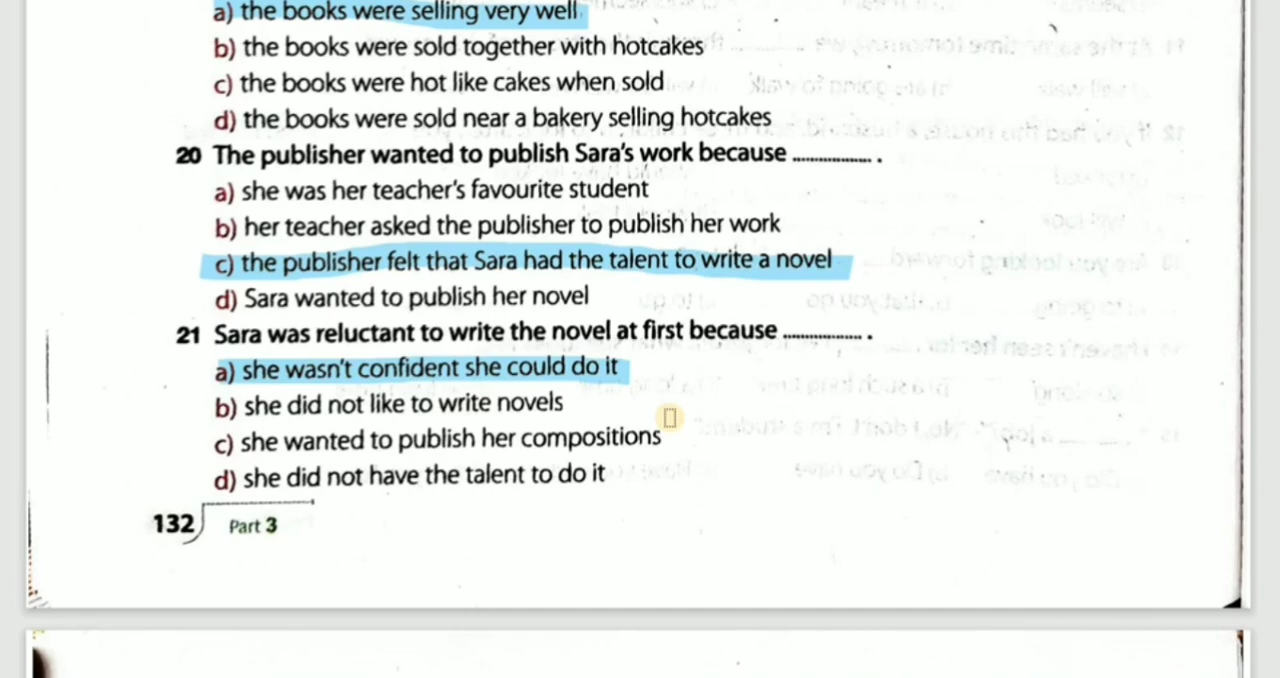 a) the books were selling very well.
b) the books were sold together with hotcakes
c) the books were hot like cakes when sold
d) the books were sold near a bakery selling hotcakes
20 The publisher wanted to publish Sara's work because .................. .
a) she was her teacher's favourite student
b) her teacher asked the publisher to publish her work
c) the publisher felt that Sara had the talent to write a novel
d) Sara wanted to publish her novel
21 Sara was reluctant to write the novel at first because .................. .
a) she wasn't confident she could do it
b) she did not like to write novels
c) she wanted to publish her compositions
d) she did not have the talent to do it
132 Part 3